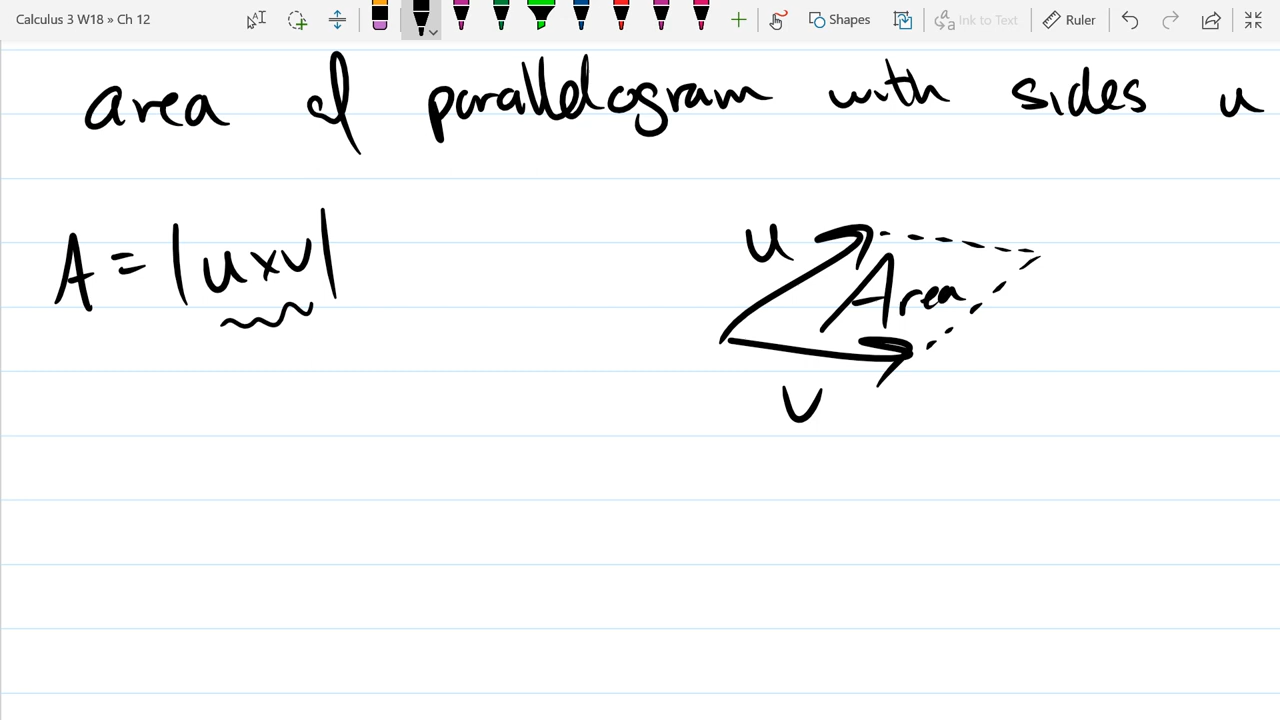 Calculus 3 W18 » Ch 12
Shapes
Ink to Text
Ruler
area of parallelogram with sides u
A = |u×v|
u
Area
v